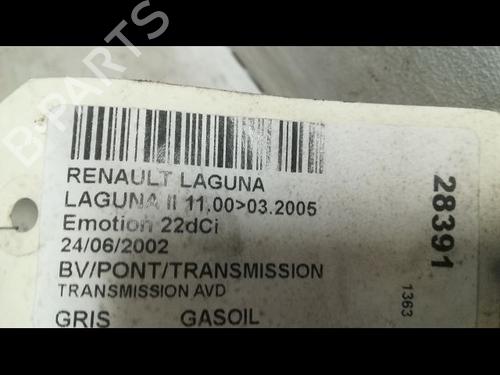 RENAULT LAGUNA
LAGUNA II 11,00>03.2005
Emotion 22dCi
24/06/2002
BV/PONT/TRANSMISSION
TRANSMISSION AVD
GRIS GASOIL
28391
1363
B-PARTS